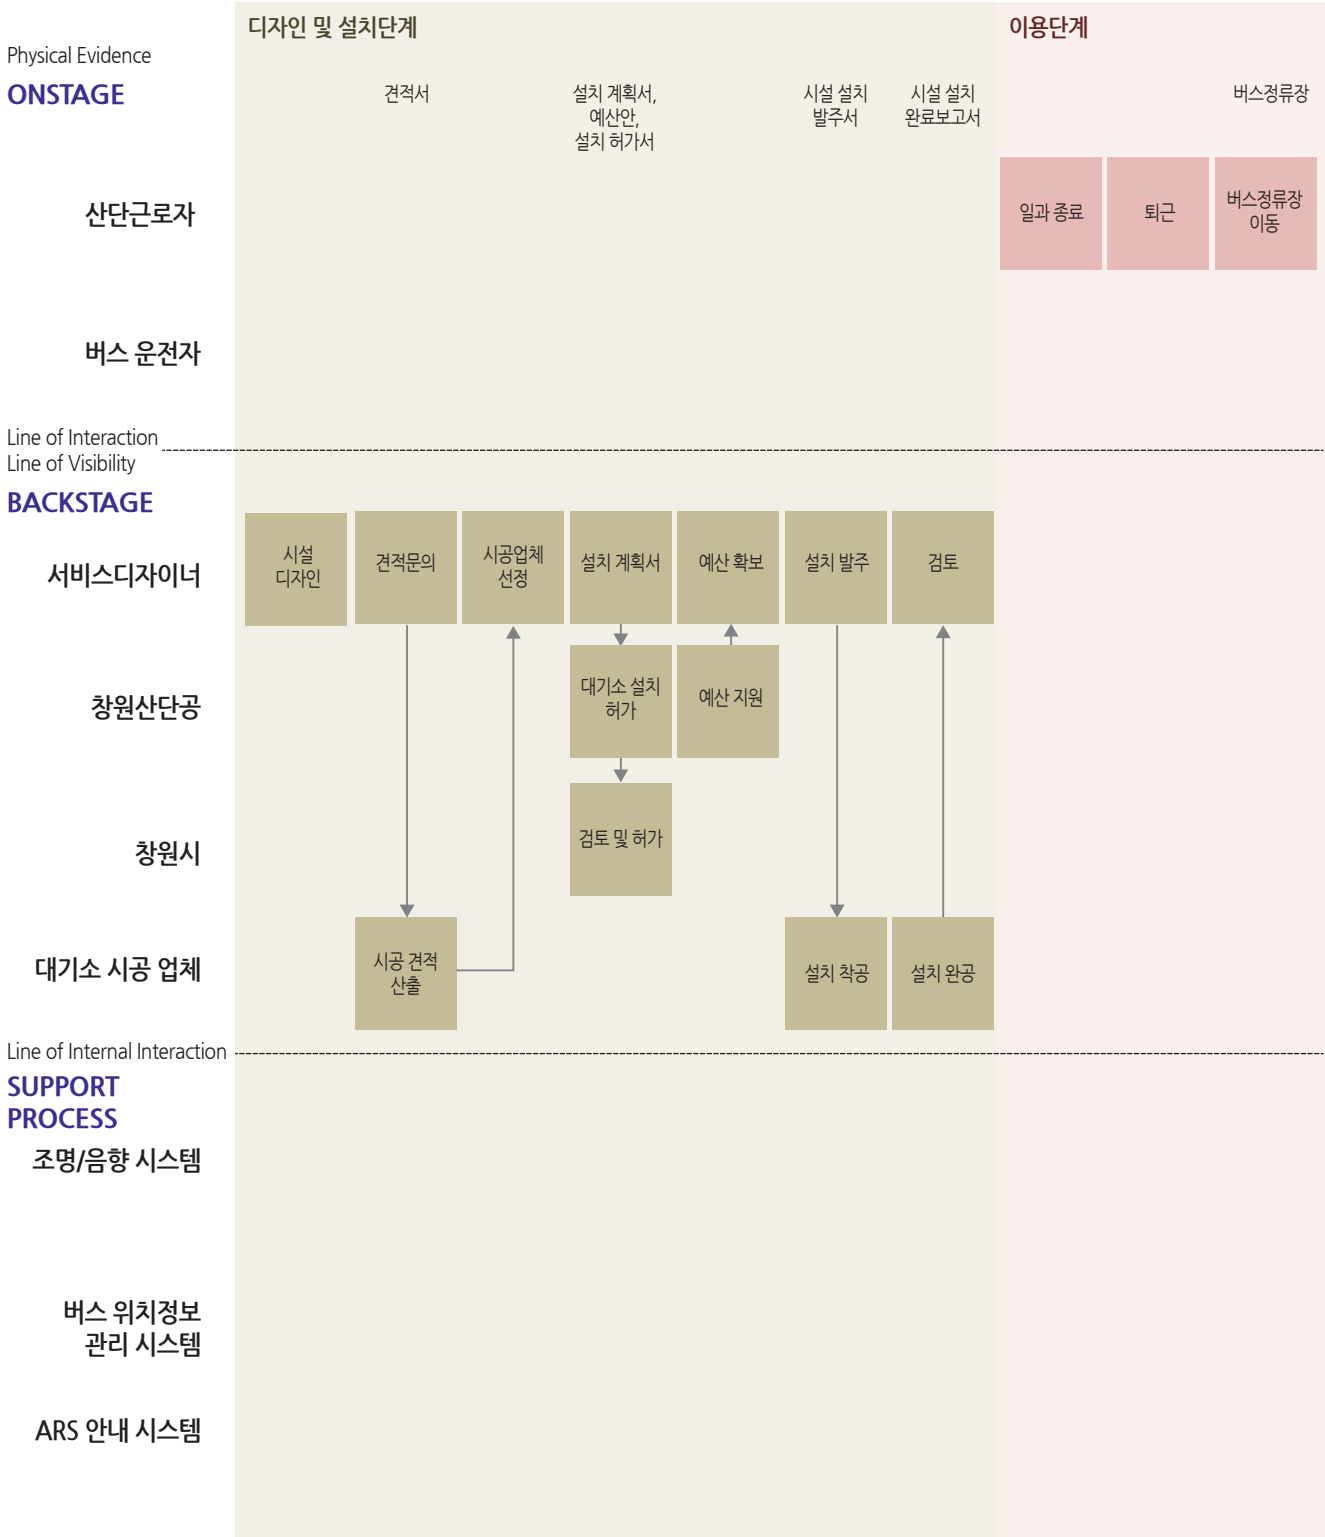 디자인 및 설치단계
이용단계
Physical Evidence
ONSTAGE
견적서
설치 계획서,
예산안,
설치 허가서
시설 설치
발주서
시설 설치
완료보고서
버스정류장
산단근로자
일과 종료
퇴근
버스정류장
이동
버스 운전자
Line of Interaction
Line of Visibility
BACKSTAGE
서비스디자이너
시설
디자인
견적문의
시공업체
선정
설치 계획서
예산 확보
설치 발주
검토
창원산단공
대기소 설치
허가
예산 지원
창원시
검토 및 허가
대기소 시공 업체
시공 견적
산출
설치 착공
설치 완공
Line of Internal Interaction
SUPPORT
PROCESS
조명/음향 시스템
버스 위치정보
관리 시스템
ARS 안내 시스템